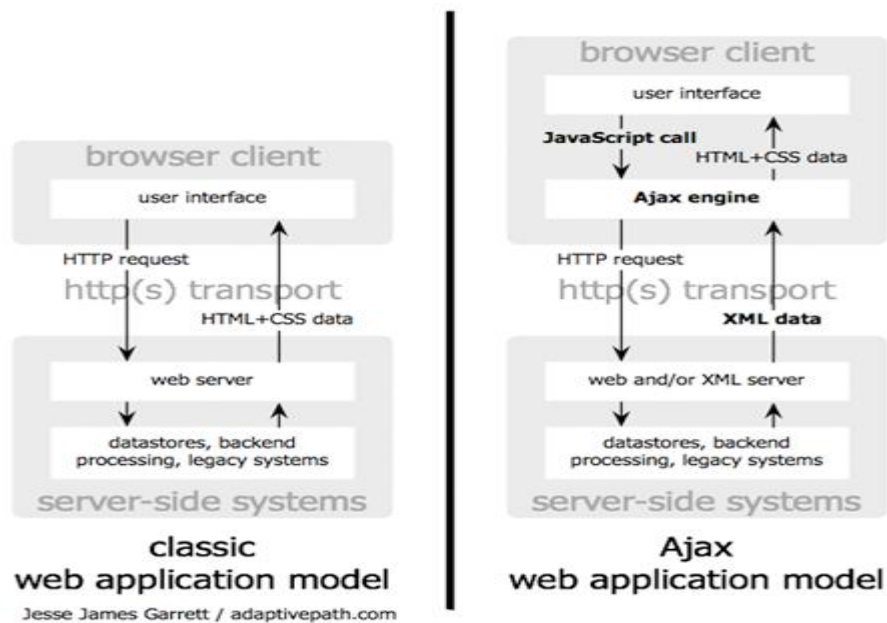 browser client
user interface
HTTP request
http(s) transport
HTML+CSS data
web server
datastores, backend
processing, legacy systems
server-side systems
classic
web application model
Jesse James Garrett / adaptivepath.com
browser client
user interface
JavaScript call
HTML+CSS data
Ajax engine
HTTP request
http(s) transport
XML data
web and/or XML server
datastores, backend
processing, legacy systems
server-side systems
Ajax
web application model